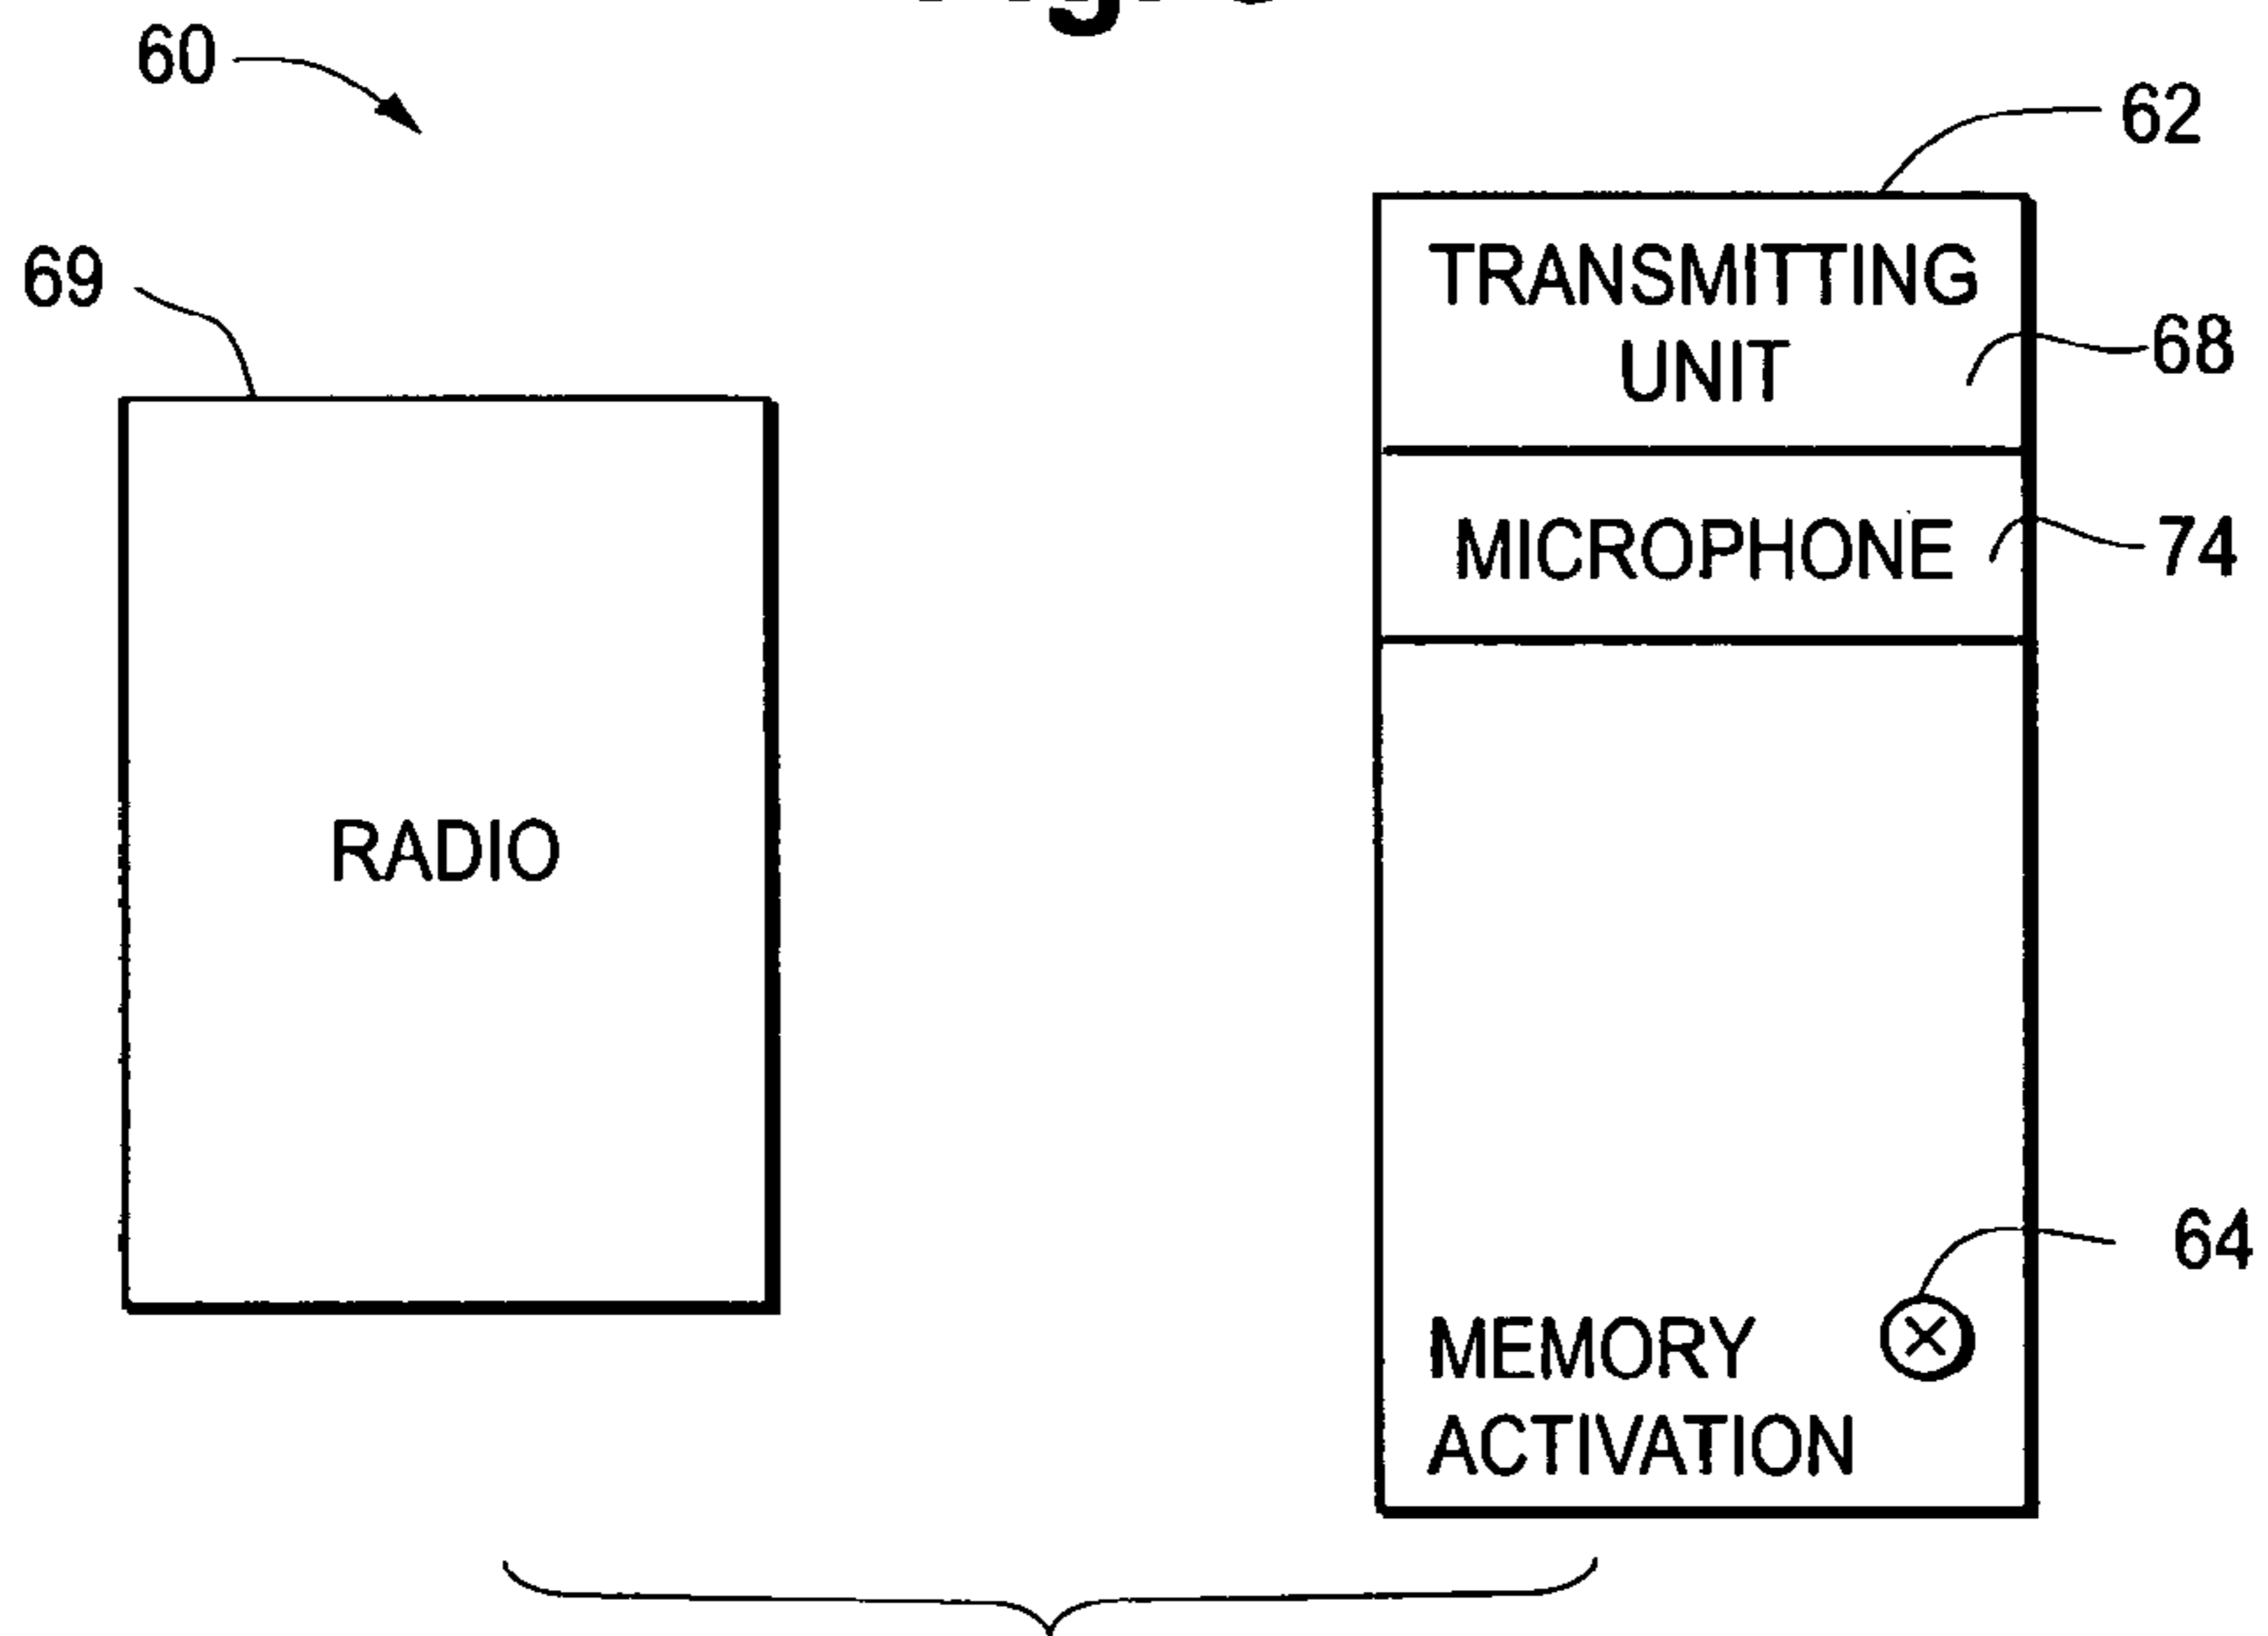 60
62
69
TRANSMITTING
UNIT
68
MICROPHONE
74
RADIO
64
MEMORY
ACTIVATION